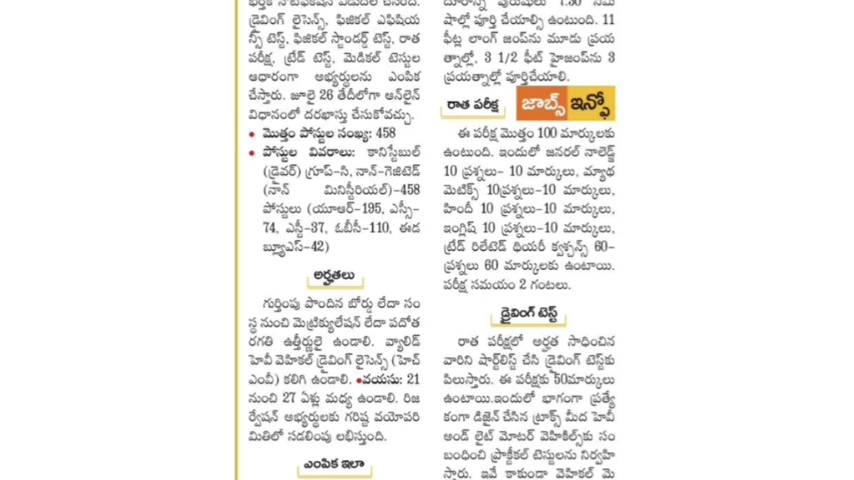 డ్రైవింగ్ లైసెన్స్, ఫిజికల్ ఎఫిషియ
న్సీ టెస్ట్, ఫిజికల్ స్టాండర్డ్ టెస్ట్, రాత
పరీక్ష, ట్రేడ్ టెస్ట్, మెడికల్ టెస్టుల
ఆధారంగా అభ్యర్థులను ఎంపిక
చేస్తారు. జూలై 26 తేదీలోగా ఆన్‌లైన్
విధానంలో దరఖాస్తు చేసుకోవచ్చు.
• మొత్తం పోస్టుల సంఖ్య: 458
• పోస్టుల వివరాలు: కానిస్టేబుల్
(డ్రైవర్) గ్రూప్-సి, నాన్-గెజిటెడ్
(నాన్ మినిస్టీరియల్)-458
పోస్టులు (యూఆర్-195, ఎస్సీ-
74, ఎస్టీ-37, ఓబీసీ-110, ఈడ
బ్ల్యూఎస్-42)
అర్హతలు
గుర్తింపు పొందిన బోర్డు లేదా సం
స్థ నుంచి మెట్రిక్యులేషన్ లేదా పదోత
రగతి ఉత్తీర్ణులై ఉండాలి. వ్యాలిడ్
హెవీ వెహికల్ డ్రైవింగ్ లైసెన్స్ (హెచ్
ఎంవీ) కలిగి ఉండాలి. •వయసు: 21
నుంచి 27 ఏళ్లు మధ్య ఉండాలి. రిజ
ర్వేషన్ అభ్యర్థులకు గరిష్ఠ వయోపరి
మితిలో సడలింపు లభిస్తుంది.
ఎంపిక ఇలా
దూరాన్ని పురుషులు 7.30 నిమి
షాల్లో పూర్తి చేయాల్సి ఉంటుంది. 11
ఫీట్ల లాంగ్ జంప్‌ను మూడు ప్రయ
త్నాల్లో, 3 1/2 ఫీట్ హైజంప్‌ను 3
ప్రయత్నాల్లో పూర్తిచేయాలి.
జాబ్స్ ఇన్ఫో
రాత పరీక్ష
ఈ పరీక్ష మొత్తం 100 మార్కులకు
ఉంటుంది. ఇందులో జనరల్ నాలెడ్జ్
10 ప్రశ్నలు- 10 మార్కులు, మ్యాథ
మెటిక్స్ 10ప్రశ్నలు-10 మార్కులు,
హిందీ 10 ప్రశ్నలు-10 మార్కులు,
ఇంగ్లిష్ 10 ప్రశ్నలు-10 మార్కులు,
ట్రేడ్ రిలేటెడ్ థియరీ క్వశ్చన్స్ 60-
ప్రశ్నలు 60 మార్కులకు ఉంటాయి.
పరీక్ష సమయం 2 గంటలు.
డ్రైవింగ్ టెస్ట్
రాత పరీక్షలో అర్హత సాధించిన
వారిని షార్ట్‌లిస్ట్ చేసి డ్రైవింగ్ టెస్ట్‌కు
పిలుస్తారు. ఈ పరీక్షకు 50మార్కులు
ఉంటాయి.ఇందులో భాగంగా ప్రత్యే
కంగా డిజైన్ చేసిన ట్రాక్స్ మీద హెవీ
అండ్ లైట్ మోటర్ వెహికిల్స్‌కు సం
బంధించి ప్రాక్టికల్ టెస్టులను నిర్వహి
స్తారు. ఇవే కాకుండా వెహికల్ మె